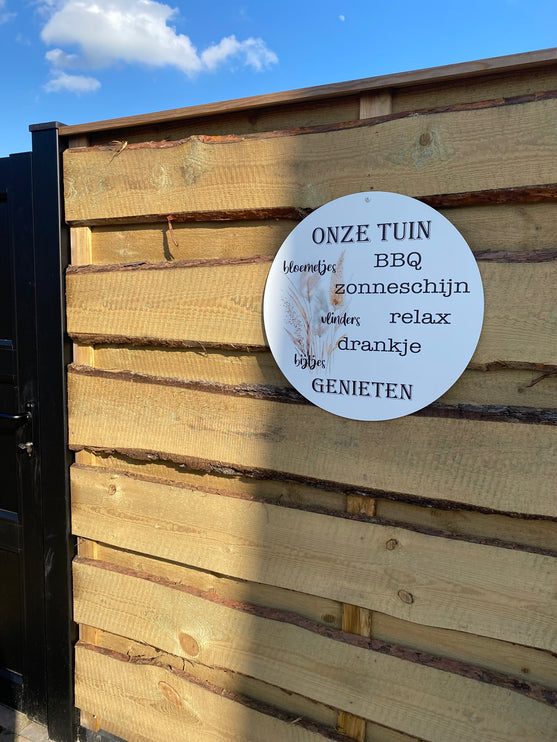 ONZE TUIN
bloemetjes BBQ
zonneschijn
vlinders relax
drankje
bijtjes
GENIETEN